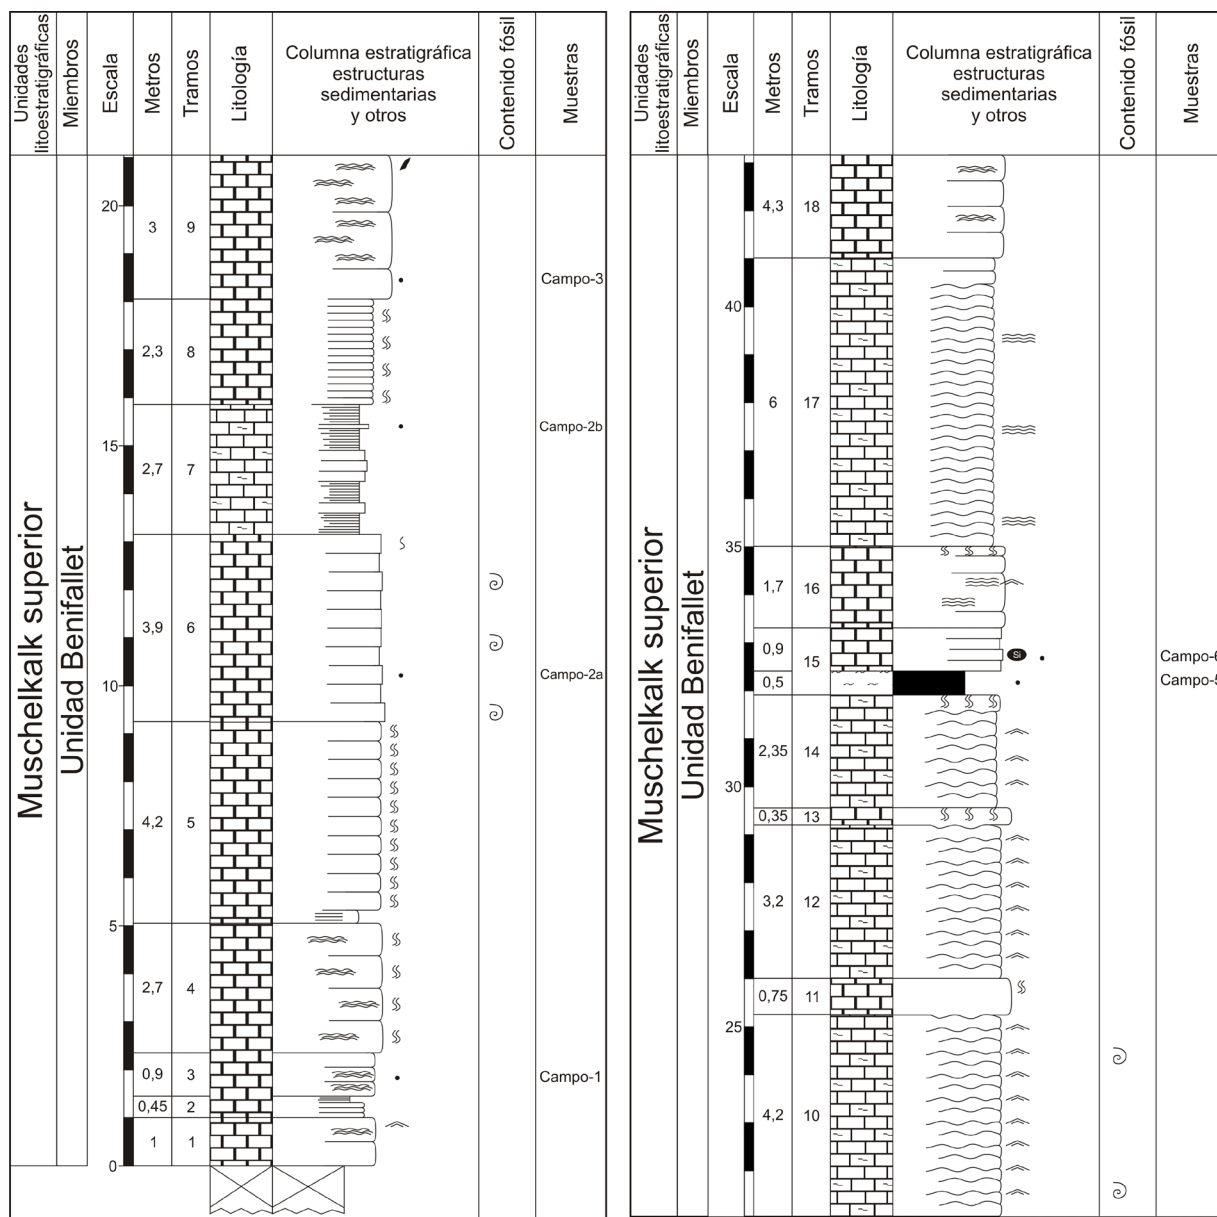 Unidades
litoestratigráficas
Miembros
Escala
Metros
Tramos
Litología
Columna estratigráfica
estructuras
sedimentarias
y otros
Contenido fósil
Muestras
Muschelkalk superior
Unidad Benifallet
20
3 9
Campo-3
2,3 8
Campo-2b
15
2,7 7
3,9 6
Campo-2a
10
4,2 5
5
2,7 4
0,9 3
Campo-1
0,45 2
1 1
0
Unidades
litoestratigráficas
Miembros
Escala
Metros
Tramos
Litología
Columna estratigráfica
estructuras
sedimentarias
y otros
Contenido fósil
Muestras
Muschelkalk superior
Unidad Benifallet
4,3 18
40
6 17
35
1,7 16
0,9 15
Si
Campo-6
0,5
Campo-5
2,35 14
30
0,35 13
3,2 12
0,75 11
25
4,2 10